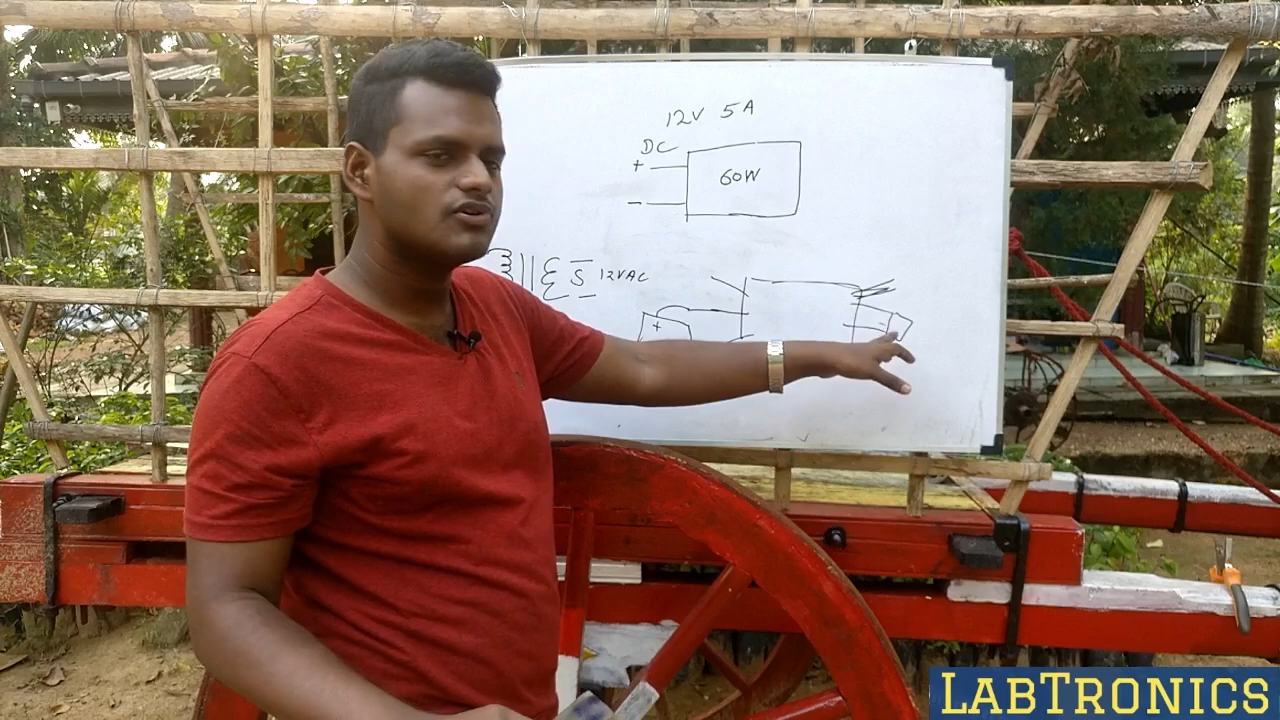 12V 5A
DC
+
60W
-
S 12VAC
+
-
LABTRONICS